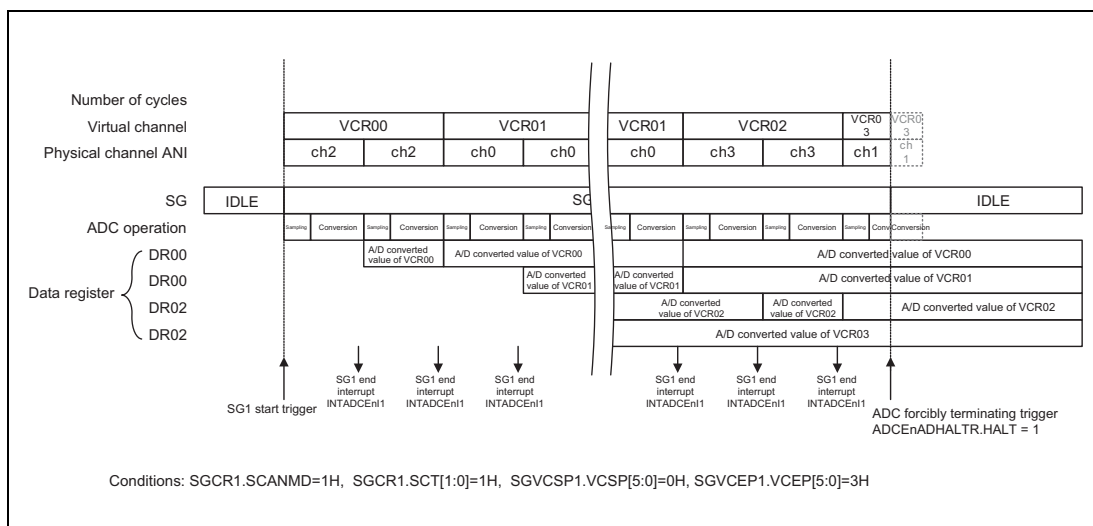 Number of cycles
Virtual channel VCR00 VCR01 VCR01 VCR02 VCR0 3 VCR0 3
Physical channel ANI ch2 ch2 ch0 ch0 ch0 ch3 ch3 ch1 ch 1
SG IDLE SG IDLE
ADC operation Sampling Conversion Sampling Conversion Sampling Conversion Sampling Conversion Sampling Conversion Sampling Conversion Sampling Conversion Sampling Conv Conversion
DR00 A/D converted value of VCR00 A/D converted value of VCR00 A/D converted value of VCR00
Data register
DR00 A/D converted value of VCR01 A/D converted value of VCR01 A/D converted value of VCR01
DR02 A/D converted value of VCR02 A/D converted value of VCR02 A/D converted value of VCR02
DR02 A/D converted value of VCR03
SG1 start trigger
SG1 end interrupt INTADCEnI1
SG1 end interrupt INTADCEnI1
SG1 end interrupt INTADCEnI1
SG1 end interrupt INTADCEnI1
SG1 end interrupt INTADCEnI1
SG1 end interrupt INTADCEnI1
ADC forcibly terminating trigger
ADCEnADHALTR.HALT = 1
Conditions: SGCR1.SCANMD=1H, SGCR1.SCT[1:0]=1H, SGVCSP1.VCSP[5:0]=0H, SGVCEP1.VCEP[5:0]=3H